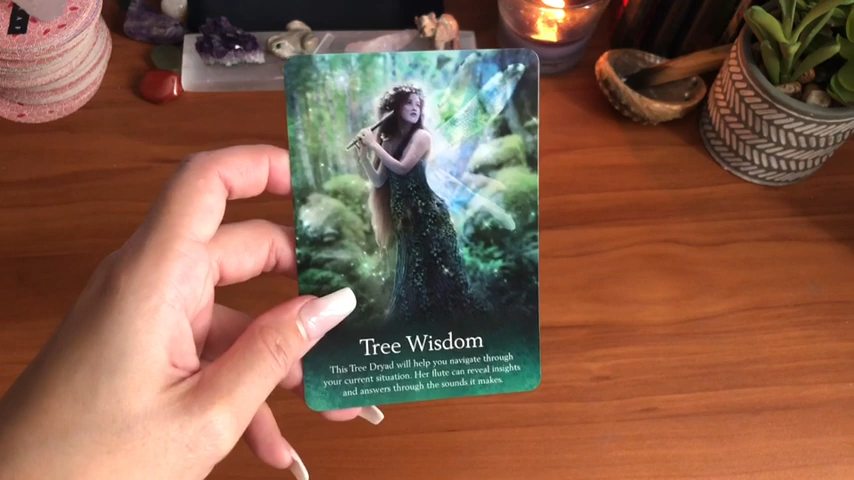 B
Tree Wisdom
This Tree Dryad will help you navigate through
your current situation. Her flute can reveal insights
and answers through the sounds it makes.